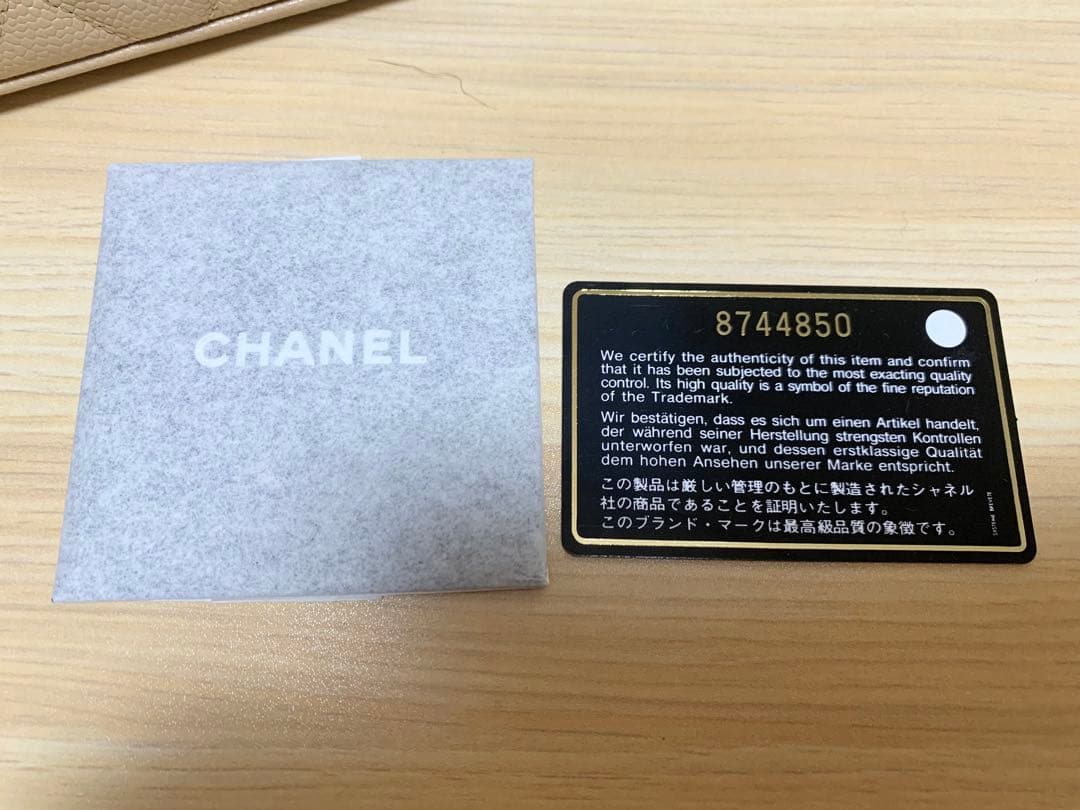 CHANEL
8744850
We certify the authenticity of this item and confirm
that it has been subjected to the most exacting quality
control. Its high quality is a symbol of the fine reputation
of the Trademark.
Wir bestätigen, dass es sich um einen Artikel handelt,
der während seiner Herstellung strengsten Kontrollen
unterworfen war, und dessen erstklassige Qualität
dem hohen Ansehen unserer Marke entspricht.
この製品は厳しい管理のもとに製造されたシャネル
社の商品であることを証明いたします。
このブランド・マークは最高級品質の象徴です。
SYSTEME BREVETE